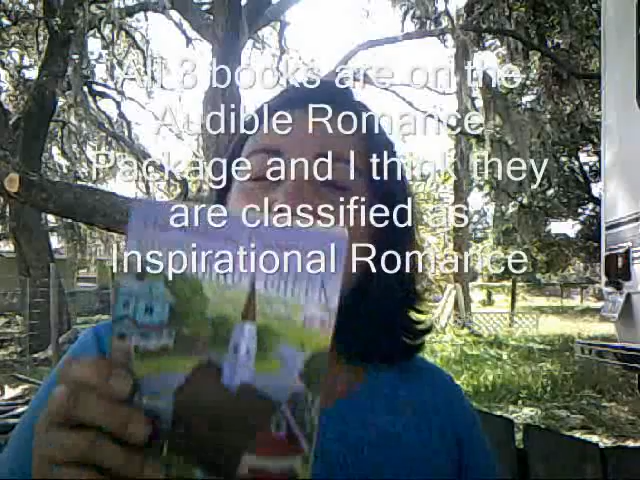 All 3 books are on the
Audible Romance
Package and I think they
are classified as
Inspirational Romance